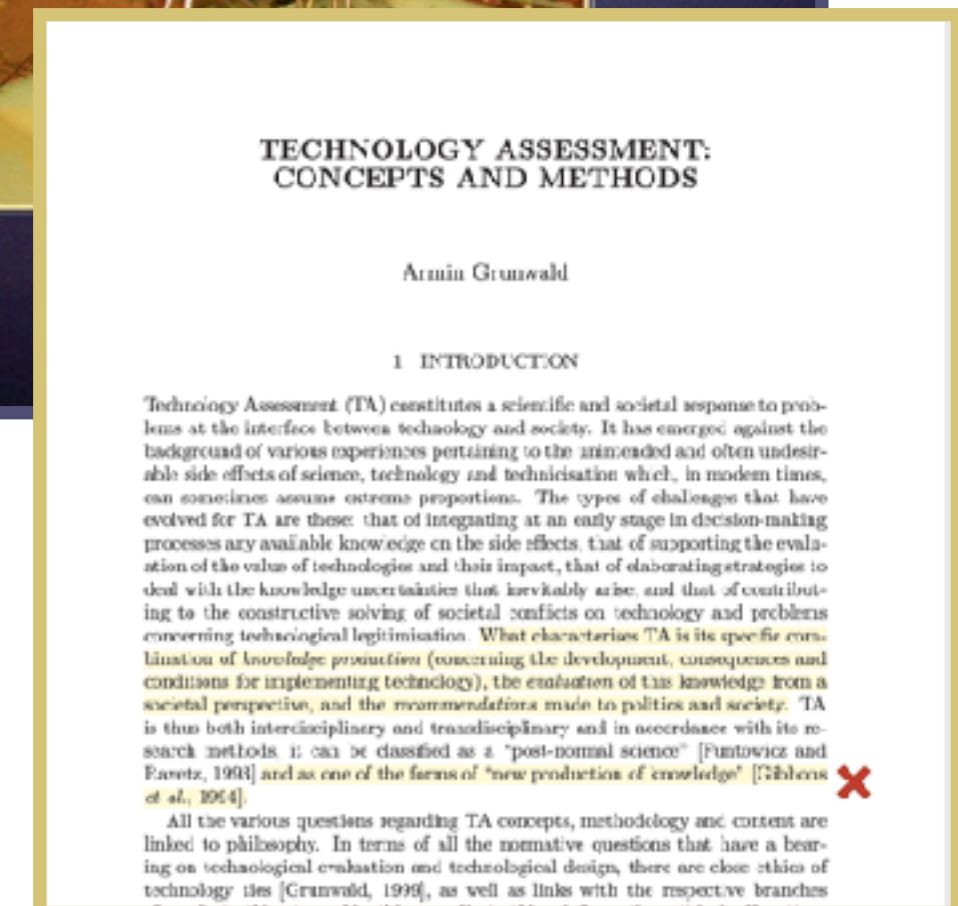 TECHNOLOGY ASSESSMENT:
CONCEPTS AND METHODS
Armin Grunwald
1 INTRODUCTION
Technology Assessment (TA) constitutes a scientific and societal response to prob-
lems at the interface between technology and society. It has emerged against the
background of various experiences pertaining to the unintended and often undesir-
able side effects of science, technology and technicisation which, in modern times,
can sometimes assume extreme proportions. The types of challenges that have
evolved for TA are these: that of integrating at an early stage in decision-making
processes any available knowledge on the side effects, that of supporting the evalu-
ation of the value of technologies and their impact, that of elaborating strategies to
deal with the knowledge uncertainties that inevitably arise, and that of contribut-
ing to the constructive solving of societal conflicts on technology and problems
concerning technological legitimisation. What characterises TA is its specific com-
bination of knowledge production (concerning the development, consequences and
conditions for implementing technology), the evaluation of this knowledge from a
societal perspective, and the recommendations made to politics and society. TA
is thus both interdisciplinary and transdisciplinary and in accordance with its re-
search methods, it can be classified as a "post-normal science" [Funtowicz and
Ravetz, 1993] and as one of the forms of "new production of knowledge" [Gibbons
et al., 1994].
All the various questions regarding TA concepts, methodology and content are
linked to philosophy. In terms of all the normative questions that have a bear-
ing on technological evaluation and technological design, there are close ethics of
technology ties [Grunwald, 1999], as well as links with the respective branches